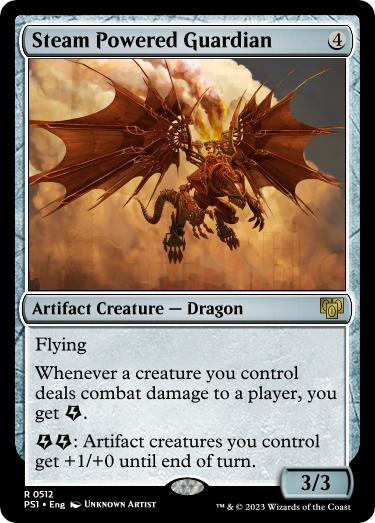 Steam Powered Guardian 4
Artifact Creature — Dragon
Flying
Whenever a creature you control
deals combat damage to a player, you
get .
: Artifact creatures you control
get +1/+0 until end of turn.
3/3
R 0512
PS1 • Eng Unknown Artist
™ & © 2023 Wizards of the Coast